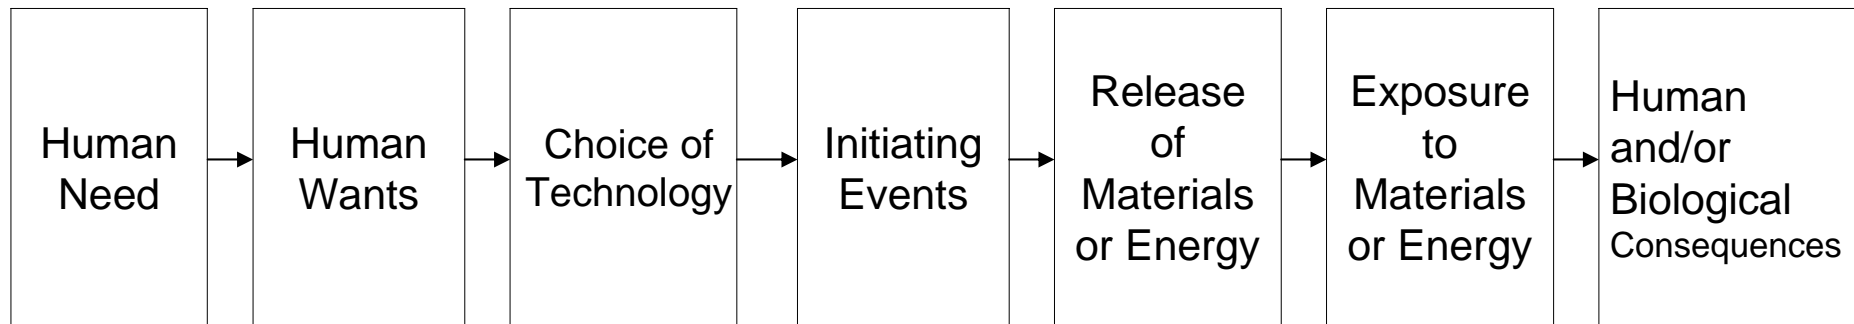 Human
Need
Human
Wants
Choice of
Technology
Initiating
Events
Release
of
Materials
or Energy
Exposure
to
Materials
or Energy
Human
and/or
Biological
Consequences